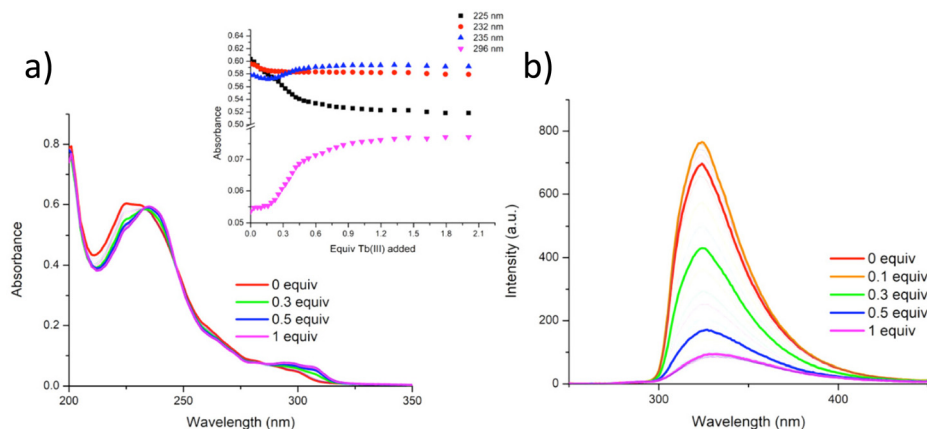 a)
225 nm
232 nm
235 nm
296 nm
0.64
0.62
0.60
0.58
0.56
0.54
0.52
0.50
0.07
0.06
0.05
Absorbance
0.0 0.3 0.6 0.9 1.2 1.5 1.8 2.1
Equiv Tb(III) added
0.8
0.6
0.4
0.2
0.0
Absorbance
0 equiv
0.3 equiv
0.5 equiv
1 equiv
200 250 300 350
Wavelength (nm)
b)
800
700
600
500
400
300
200
100
0
Intensity (a.u.)
0 equiv
0.1 equiv
0.3 equiv
0.5 equiv
1 equiv
300 400
Wavelength (nm)